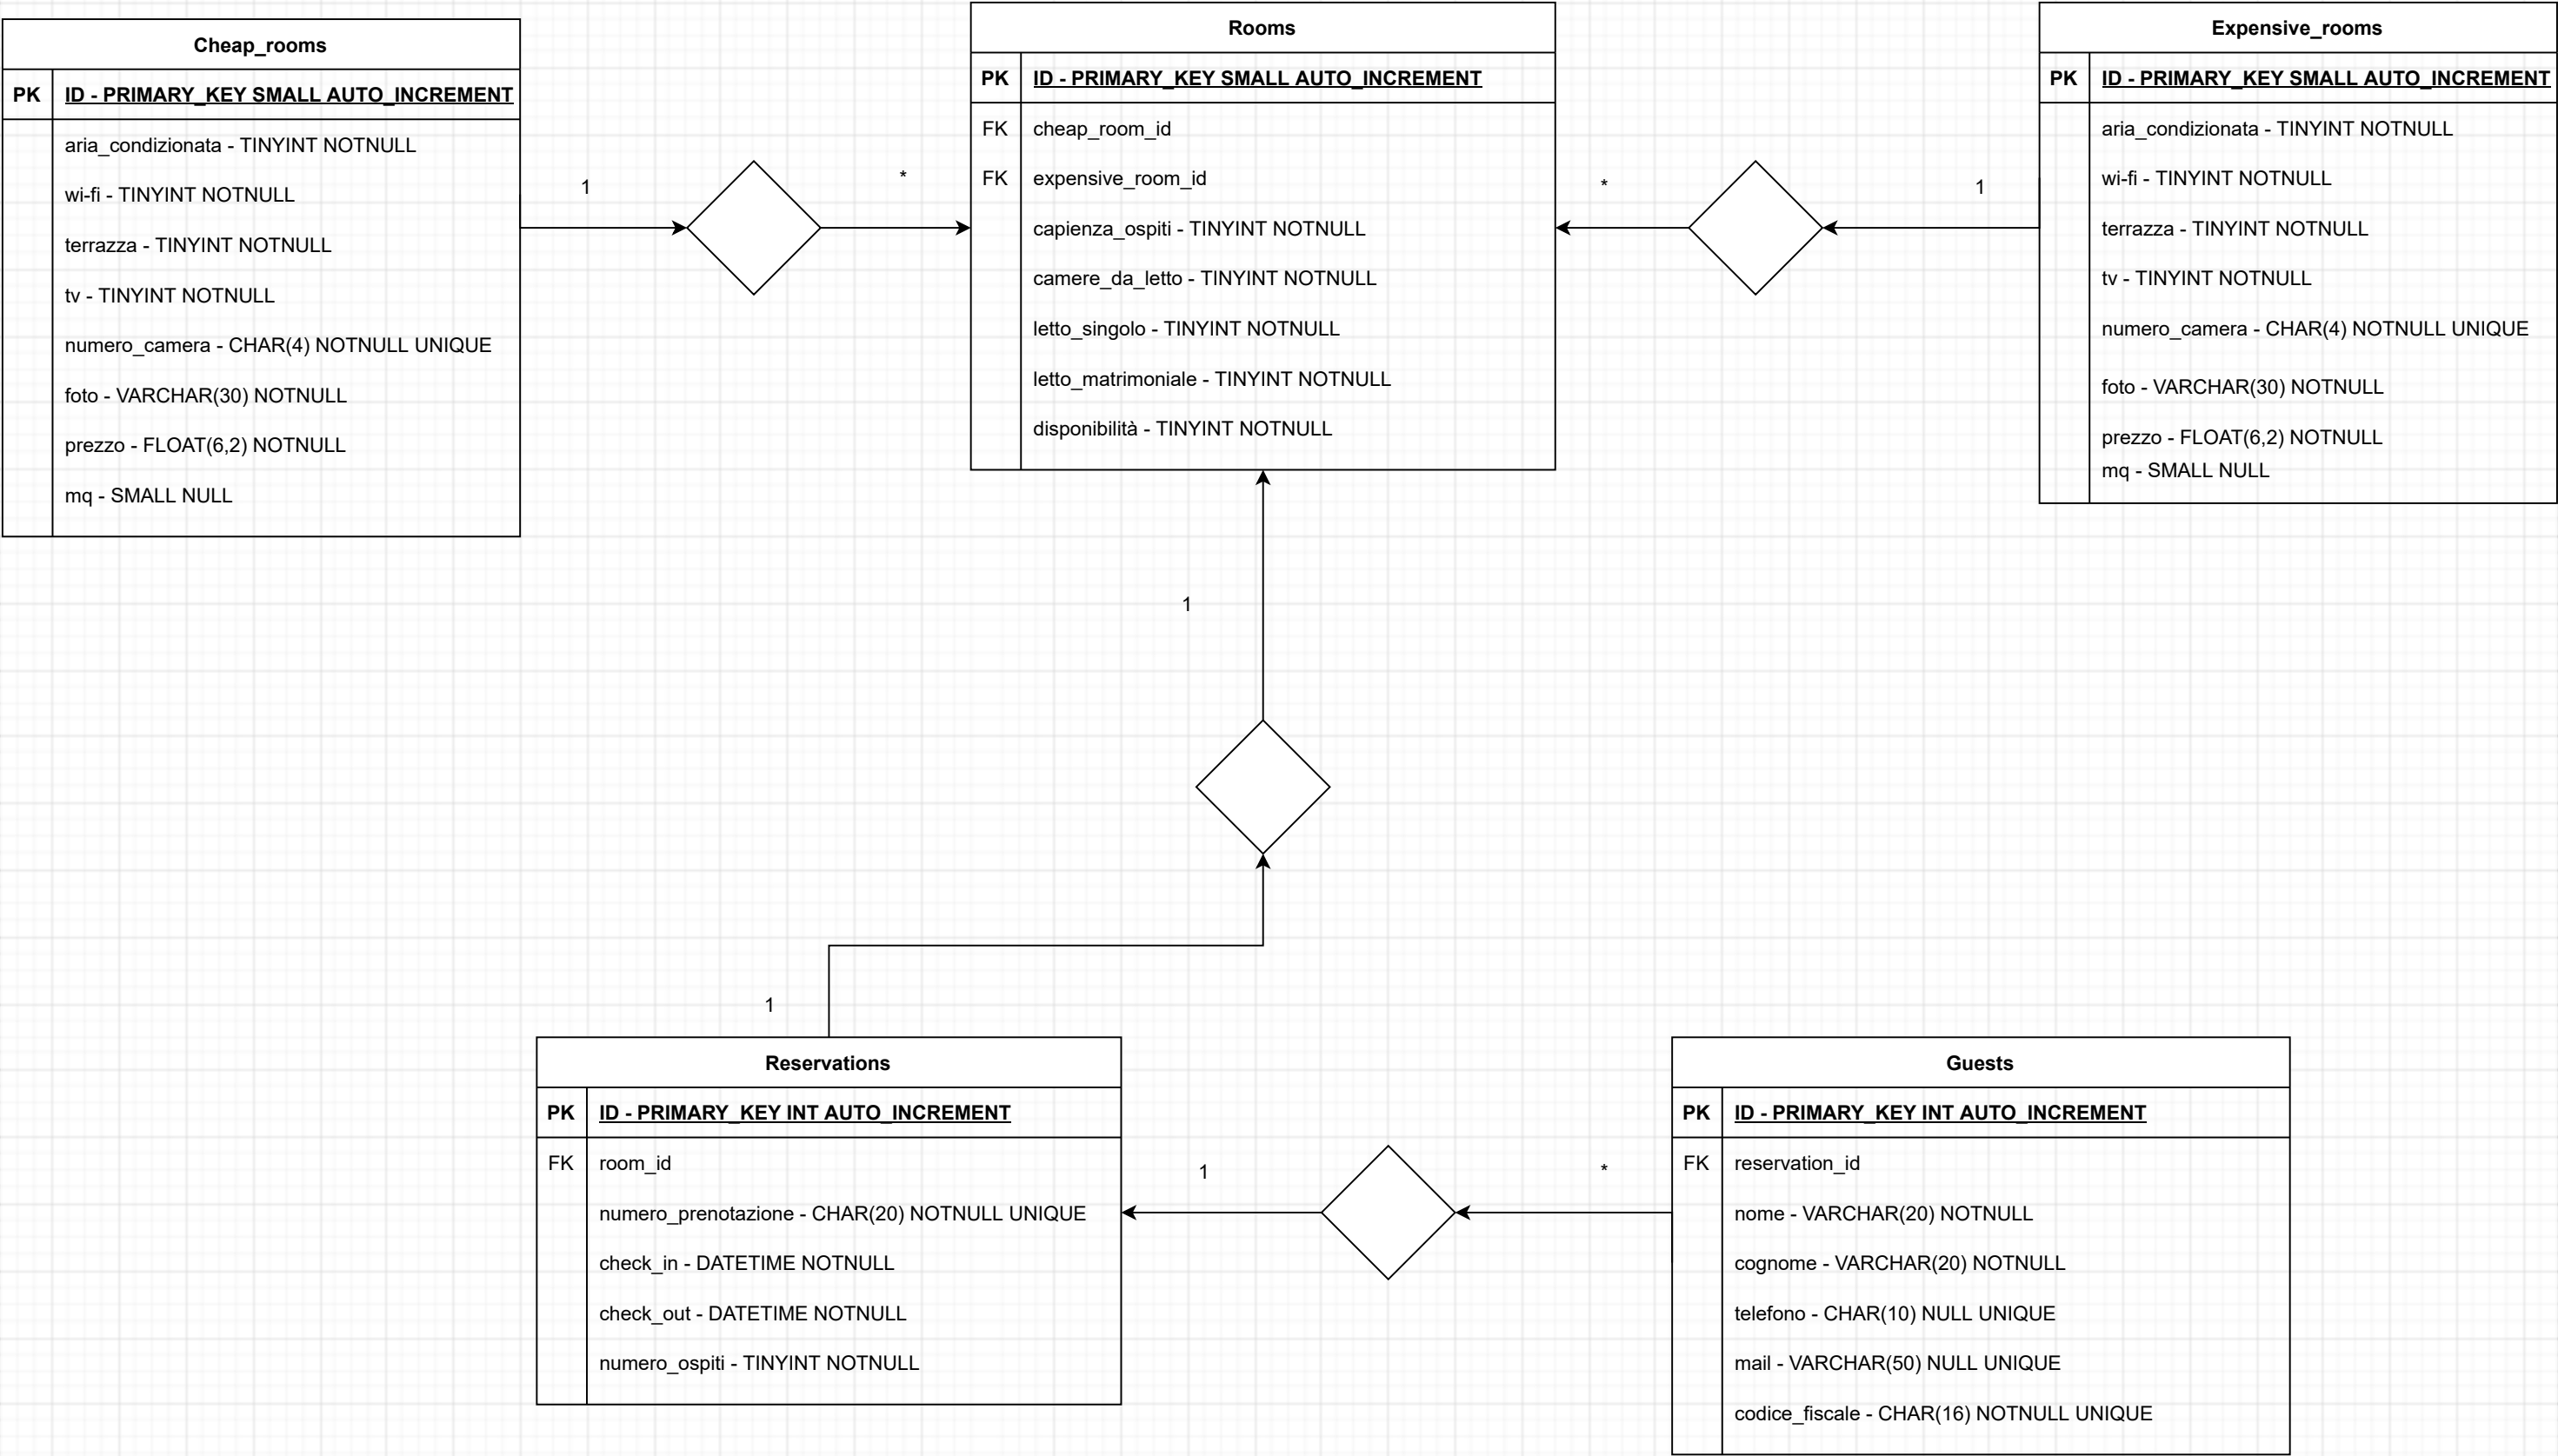 Cheap_rooms
PK ID - PRIMARY_KEY SMALL AUTO_INCREMENT
aria_condizionata - TINYINT NOTNULL
wi-fi - TINYINT NOTNULL
terrazza - TINYINT NOTNULL
tv - TINYINT NOTNULL
numero_camera - CHAR(4) NOTNULL UNIQUE
foto - VARCHAR(30) NOTNULL
prezzo - FLOAT(6,2) NOTNULL
mq - SMALL NULL
1
*
Rooms
PK ID - PRIMARY_KEY SMALL AUTO_INCREMENT
FK cheap_room_id
FK expensive_room_id
capienza_ospiti - TINYINT NOTNULL
camere_da_letto - TINYINT NOTNULL
letto_singolo - TINYINT NOTNULL
letto_matrimoniale - TINYINT NOTNULL
disponibilità - TINYINT NOTNULL
*
1
Expensive_rooms
PK ID - PRIMARY_KEY SMALL AUTO_INCREMENT
aria_condizionata - TINYINT NOTNULL
wi-fi - TINYINT NOTNULL
terrazza - TINYINT NOTNULL
tv - TINYINT NOTNULL
numero_camera - CHAR(4) NOTNULL UNIQUE
foto - VARCHAR(30) NOTNULL
prezzo - FLOAT(6,2) NOTNULL
mq - SMALL NULL
1
1
Reservations
PK ID - PRIMARY_KEY INT AUTO_INCREMENT
FK room_id
numero_prenotazione - CHAR(20) NOTNULL UNIQUE
check_in - DATETIME NOTNULL
check_out - DATETIME NOTNULL
numero_ospiti - TINYINT NOTNULL
1
*
Guests
PK ID - PRIMARY_KEY INT AUTO_INCREMENT
FK reservation_id
nome - VARCHAR(20) NOTNULL
cognome - VARCHAR(20) NOTNULL
telefono - CHAR(10) NULL UNIQUE
mail - VARCHAR(50) NULL UNIQUE
codice_fiscale - CHAR(16) NOTNULL UNIQUE